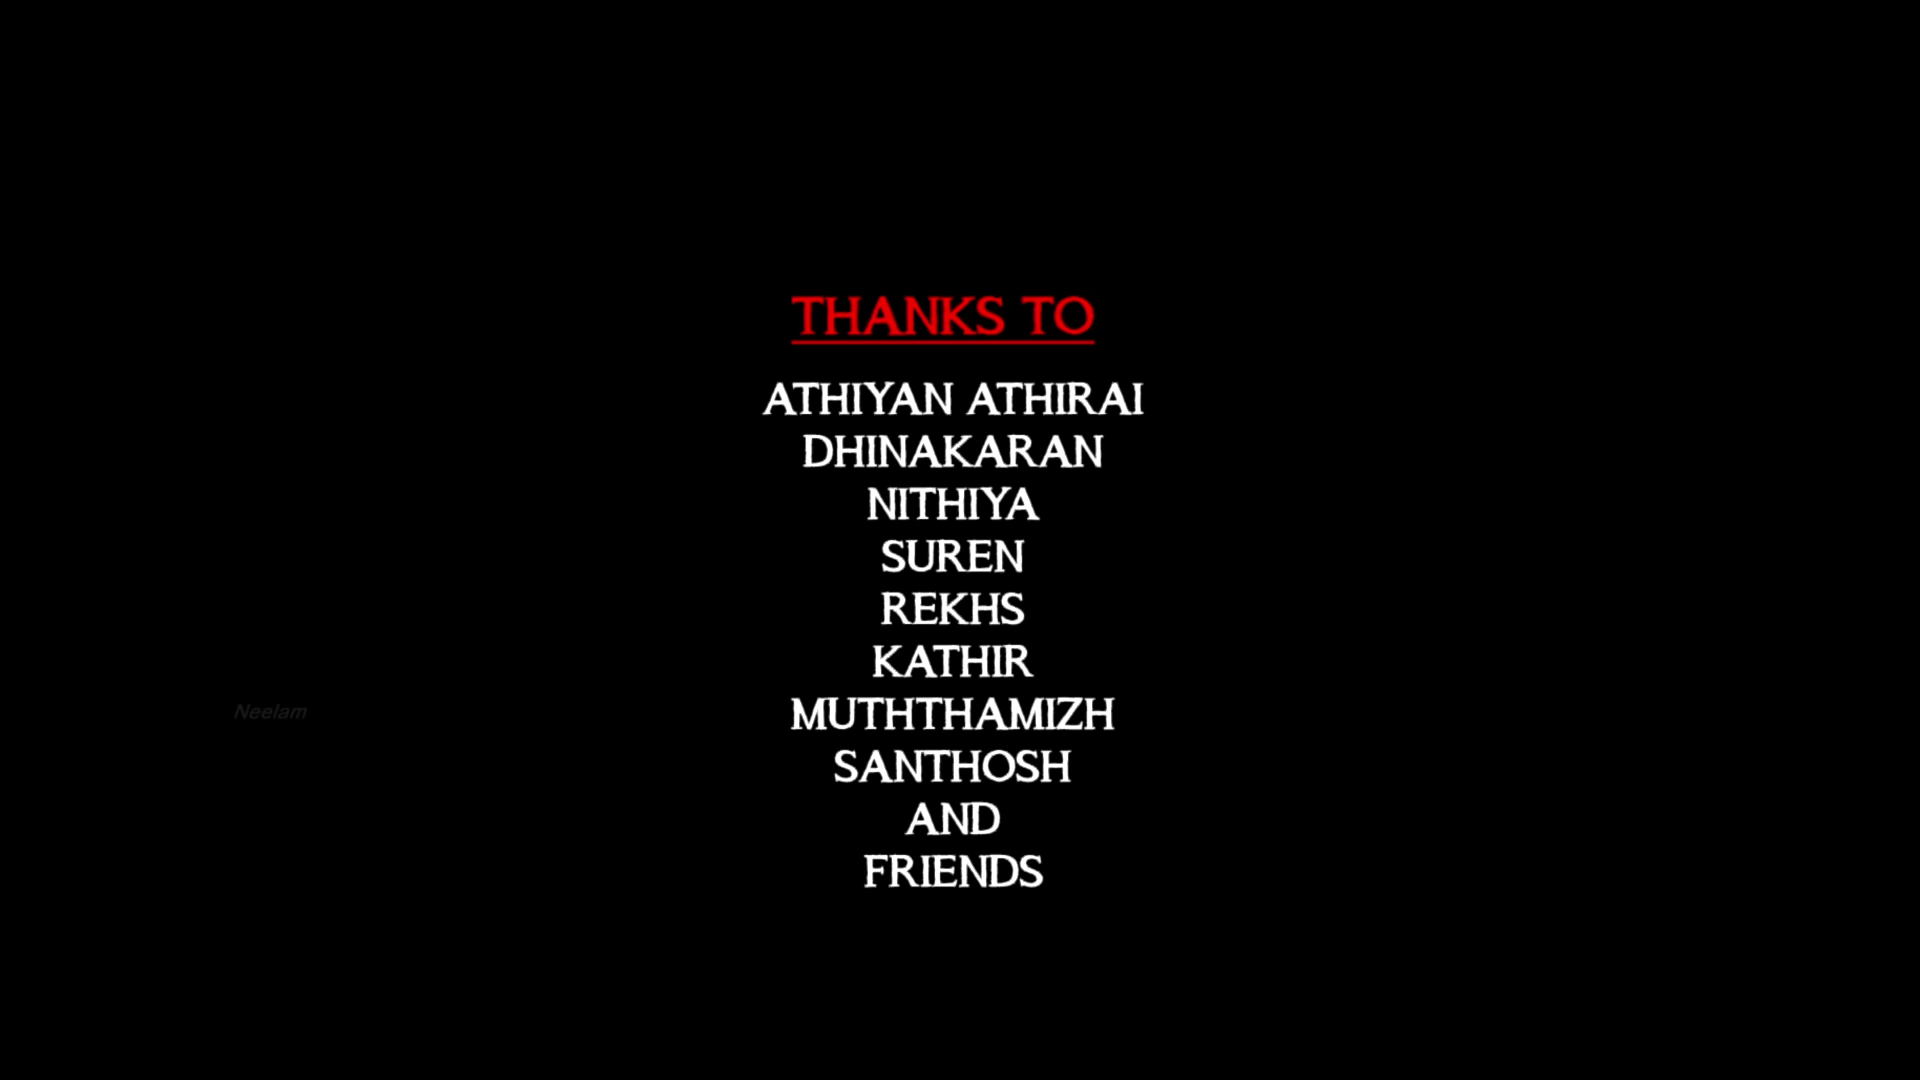 THANKS TO
ATHIYAN ATHIRAI
DHINAKARAN
NITHIYA
SUREN
REKHS
KATHIR
MUTHTHAMIZH
Neelam
SANTHOSH
AND
FRIENDS